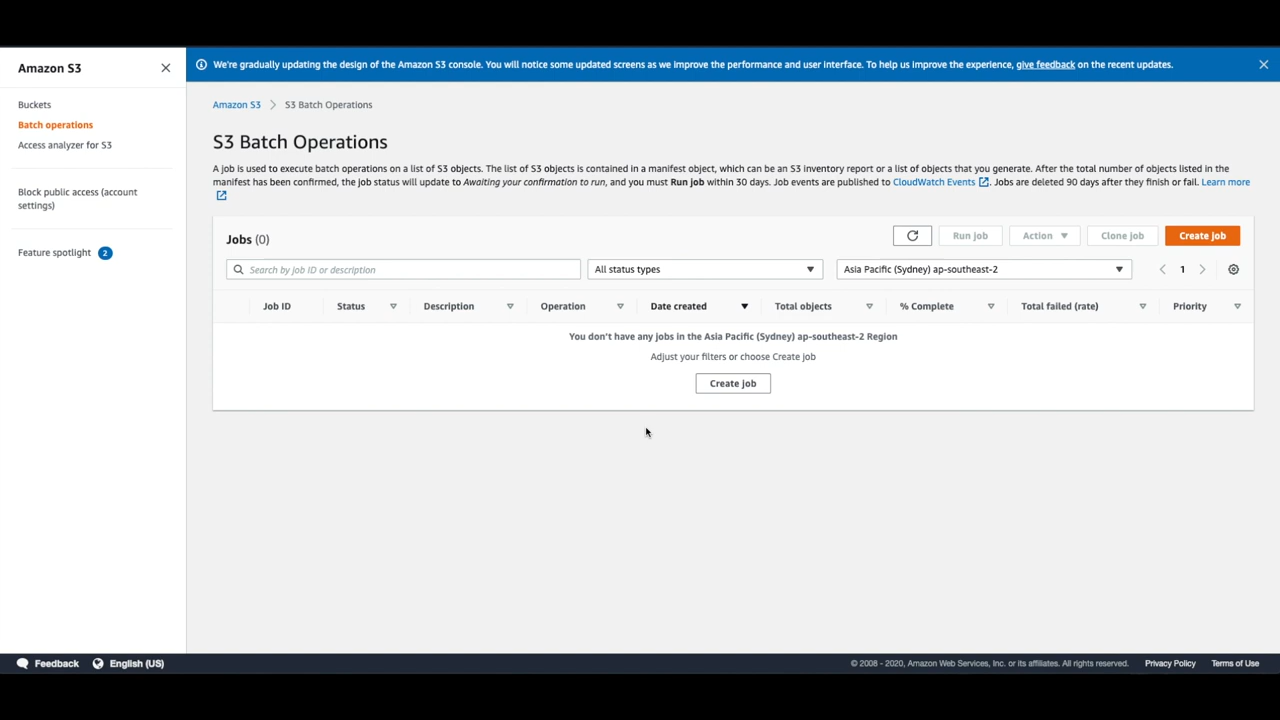 Amazon S3
Buckets
Batch operations
Access analyzer for S3
Block public access (account
settings)
Feature spotlight 2
We're gradually updating the design of the Amazon S3 console. You will notice some updated screens as we improve the performance and user interface. To help us improve the experience, give feedback on the recent updates.
Amazon S3 > S3 Batch Operations
S3 Batch Operations
A job is used to execute batch operations on a list of S3 objects. The list of S3 objects is contained in a manifest object, which can be an S3 inventory report or a list of objects that you generate. After the total number of objects listed in the
manifest has been confirmed, the job status will update to Awaiting your confirmation to run, and you must Run job within 30 days. Job events are published to CloudWatch Events . Jobs are deleted 90 days after they finish or fail. Learn more
Jobs (0) Run job Action Clone job Create job
Search by job ID or description All status types Asia Pacific (Sydney) ap-southeast-2 1
Job ID Status Description Operation Date created Total objects % Complete Total failed (rate) Priority
You don't have any jobs in the Asia Pacific (Sydney) ap-southeast-2 Region
Adjust your filters or choose Create job
Create job
Feedback English (US) © 2008 - 2020, Amazon Web Services, Inc. or its affiliates. All rights reserved. Privacy Policy Terms of Use